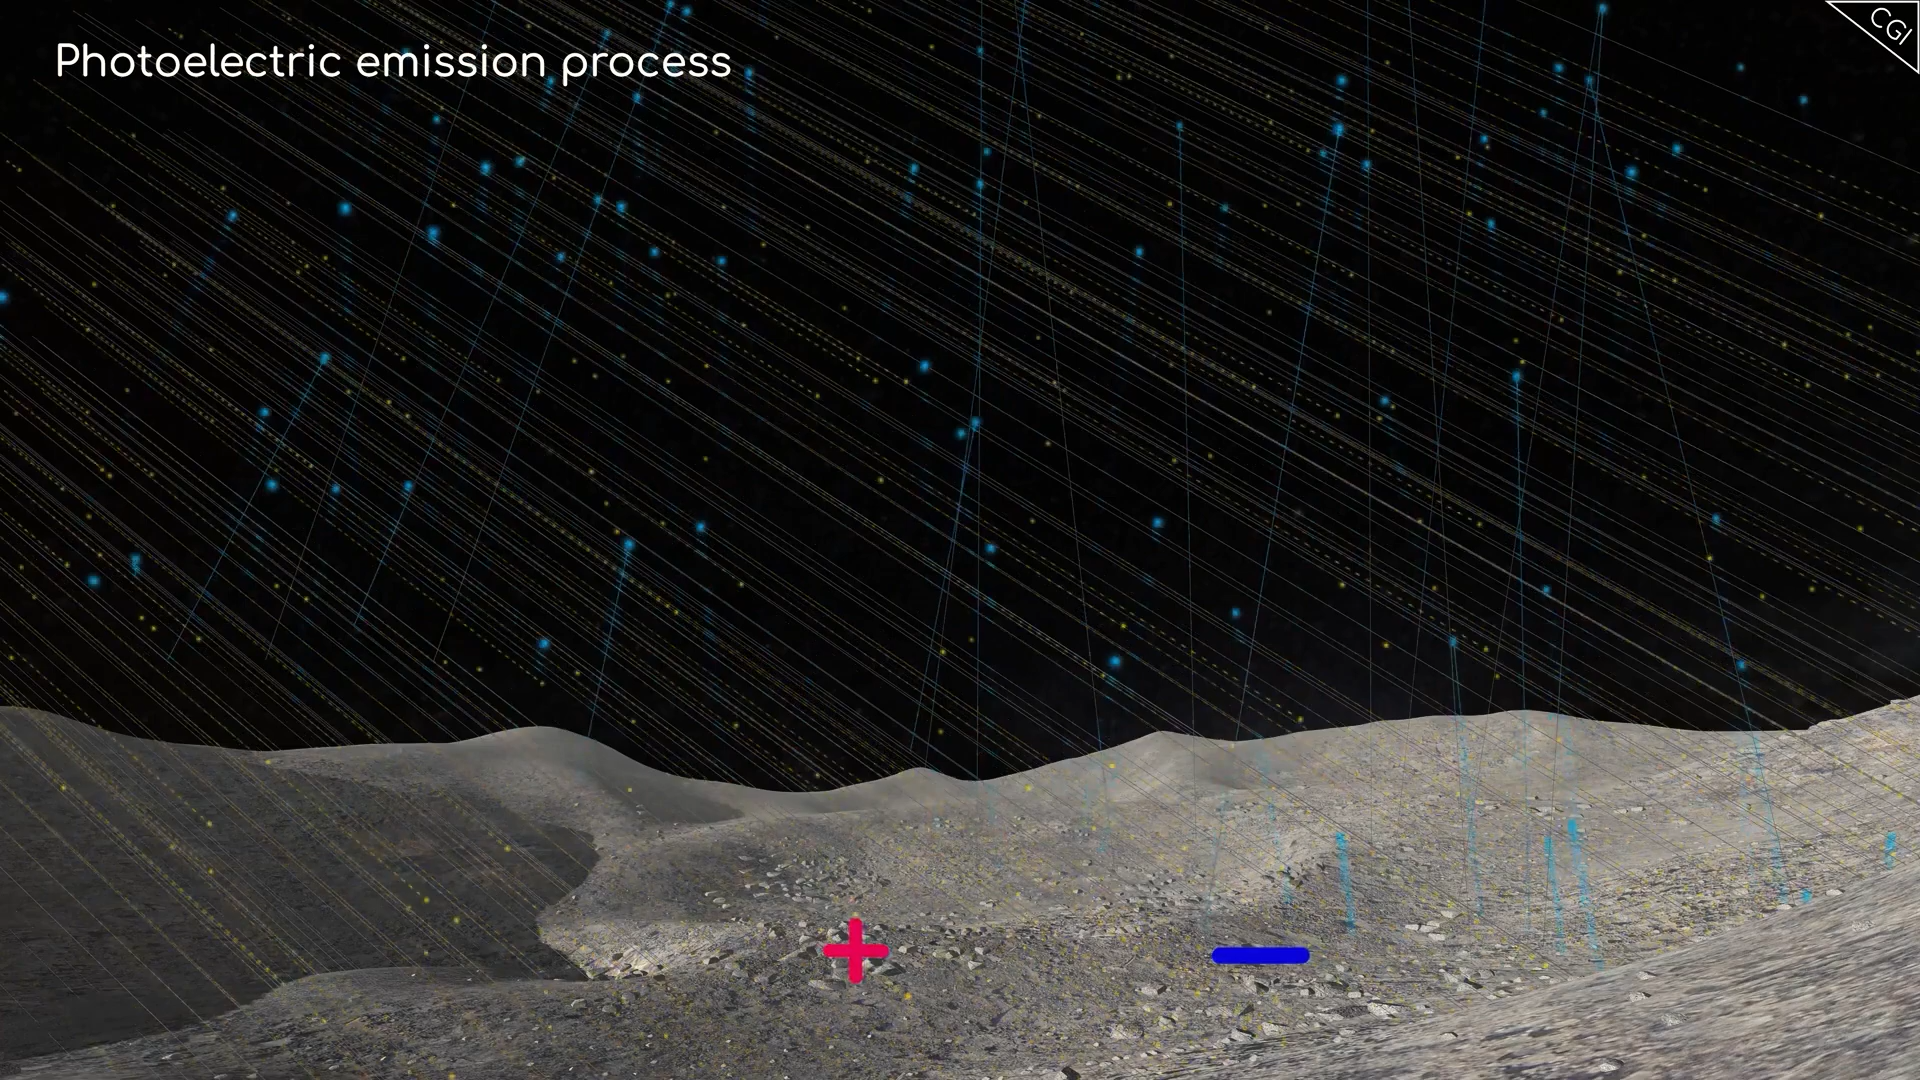 Photoelectric emission process
CGI
+
−